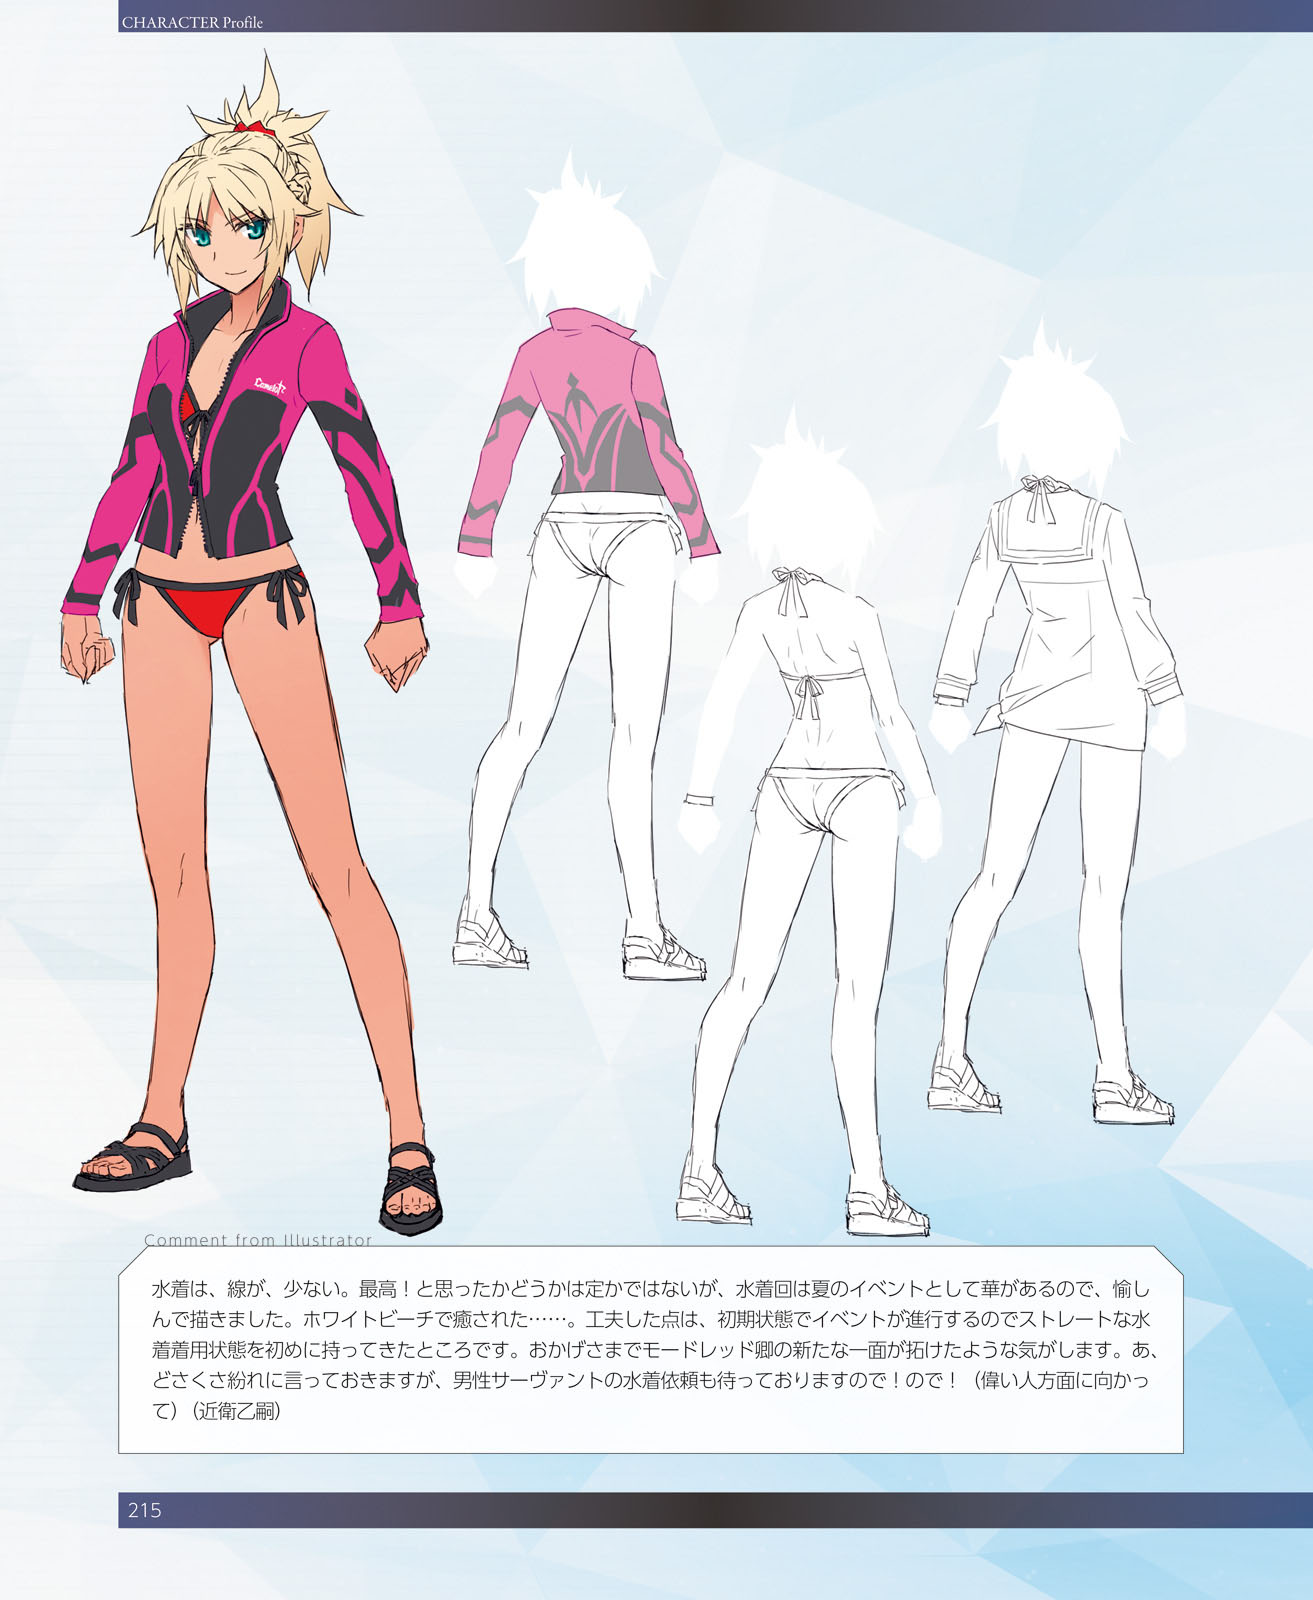 CHARACTER Profile
Camelot
Comment from Illustrator
水着は、線が、少ない。最高！と思ったかどうかは定かではないが、水着回は夏のイベントとして華があるので、愉し
んで描きました。ホワイトビーチで癒された……。工夫した点は、初期状態でイベントが進行するのでストレートな水
着着用状態を初めに持ってきたところです。おかげさまでモードレッド卿の新たな一面が拓けたような気がします。あ、
どさくさ紛れに言っておきますが、男性サーヴァントの水着依頼も待っておりますので！ので！（偉い人方面に向かっ
て）（近衛乙嗣）
215